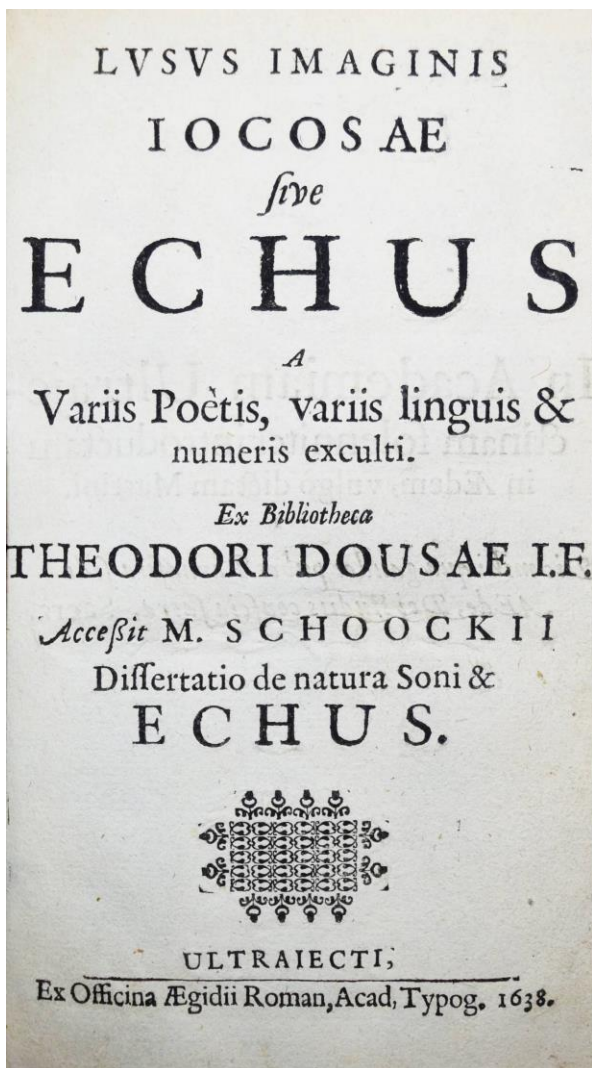 LVSVS IMAGINIS
IOCOSAE
ſive
ECHUS
A
Variis Poètis, variis linguis &
numeris exculti.
Ex Bibliotheca
THEODORI DOUSAE I.F.
Acceßit M. SCHOOCKII
Diſſertatio de natura Soni &
ECHUS.
ULTRAIECTI,
Ex Officina Ægidii Roman, Acad, Typog. 1638.